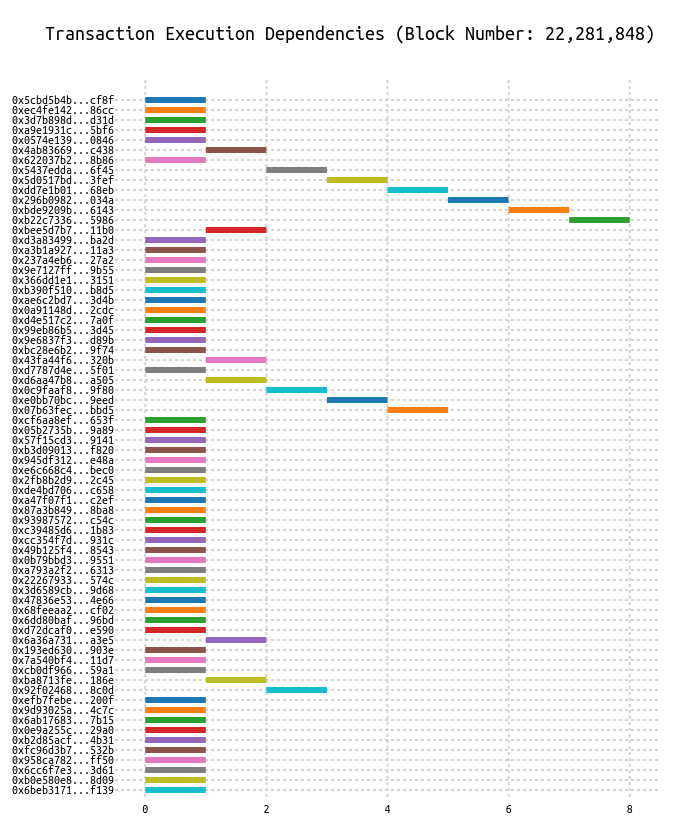 Transaction Execution Dependencies (Block Number: 22,281,848)
0x5cbd5b4b...cf8f
0xec4fe142...86cc
0x3d7b898d...d31d
0xa9e1931c...5bf6
0x0574e139...0846
0x4ab83669...c438
0x622037b2...8b86
0x5437edda...6f45
0x5d0517bd...3fef
0xdd7e1b01...68eb
0x296b0982...034a
0xbde9209b...6143
0xb22c7336...5986
0xbee5d7b7...11b0
0xd3a83499...ba2d
0xa3b1a927...11a3
0x237a4eb6...27a2
0x9e7127ff...9b55
0x366dd1e1...3151
0xb390f510...b8d5
0xae6c2bd7...3d4b
0x0a91148d...2cdc
0xd4e517c2...7a0f
0x99eb86b5...3d45
0x9e6837f3...d89b
0xbc28e6b2...9f74
0x43fa44f6...320b
0xd7787d4e...5f01
0xd6aa47b8...a505
0x0c9faaf8...9f80
0xe0bb70bc...9eed
0x07b63fec...bbd5
0xcf6aa8ef...653f
0x05b2735b...9a89
0x57f15cd3...9141
0xb3d09013...f820
0x945df312...e48a
0xe6c668c4...bec0
0x2fb8b2d9...2c45
0xde4bd706...c658
0xa47f07f1...c2ef
0x87a3b849...8ba8
0x93987572...c54c
0xc39485d6...1b83
0xcc354f7d...931c
0x49b125f4...8543
0x0b79bbd3...9551
0xa793a2f2...6313
0x22267933...574c
0x3d6589cb...9d68
0x47836e53...4e66
0x68feeaa2...cf02
0x6dd80baf...96bd
0xd72dcaf0...e590
0x6a36a731...a3e5
0x193ed630...903e
0x7a540bf4...11d7
0xcb0df966...59a1
0xba8713fe...186e
0x92f02468...8c0d
0xefb7febe...200f
0x9d93025a...4c7c
0x6ab17683...7b15
0x0e9a255c...29a0
0xb2d85acf...4b31
0xfc96d3b7...532b
0x958ca782...ff50
0x6cc6f7e3...3d61
0xb0e580e8...8d09
0x6beb3171...f139
0 2 4 6 8